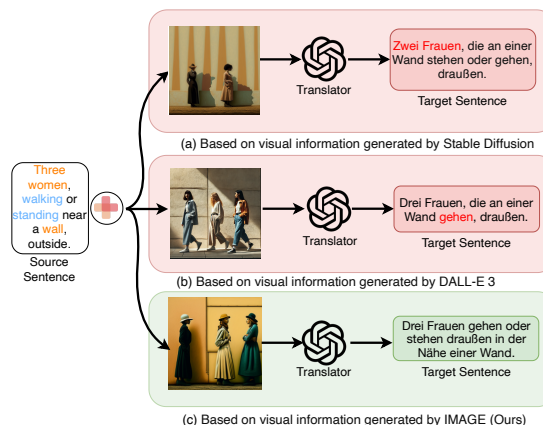 Zwei Frauen, die an einer
Wand stehen oder gehen,
draußen.
Translator
Target Sentence
(a) Based on visual information generated by Stable Diffusion
Three
women,
walking or
standing near
a wall,
outside.
Source
Sentence
Drei Frauen, die an einer
Wand gehen, draußen.
Translator
Target Sentence
(b) Based on visual information generated by DALL-E 3
Drei Frauen gehen oder
stehen draußen in der
Nähe einer Wand.
Translator
Target Sentence
(c) Based on visual information generated by IMAGE (Ours)